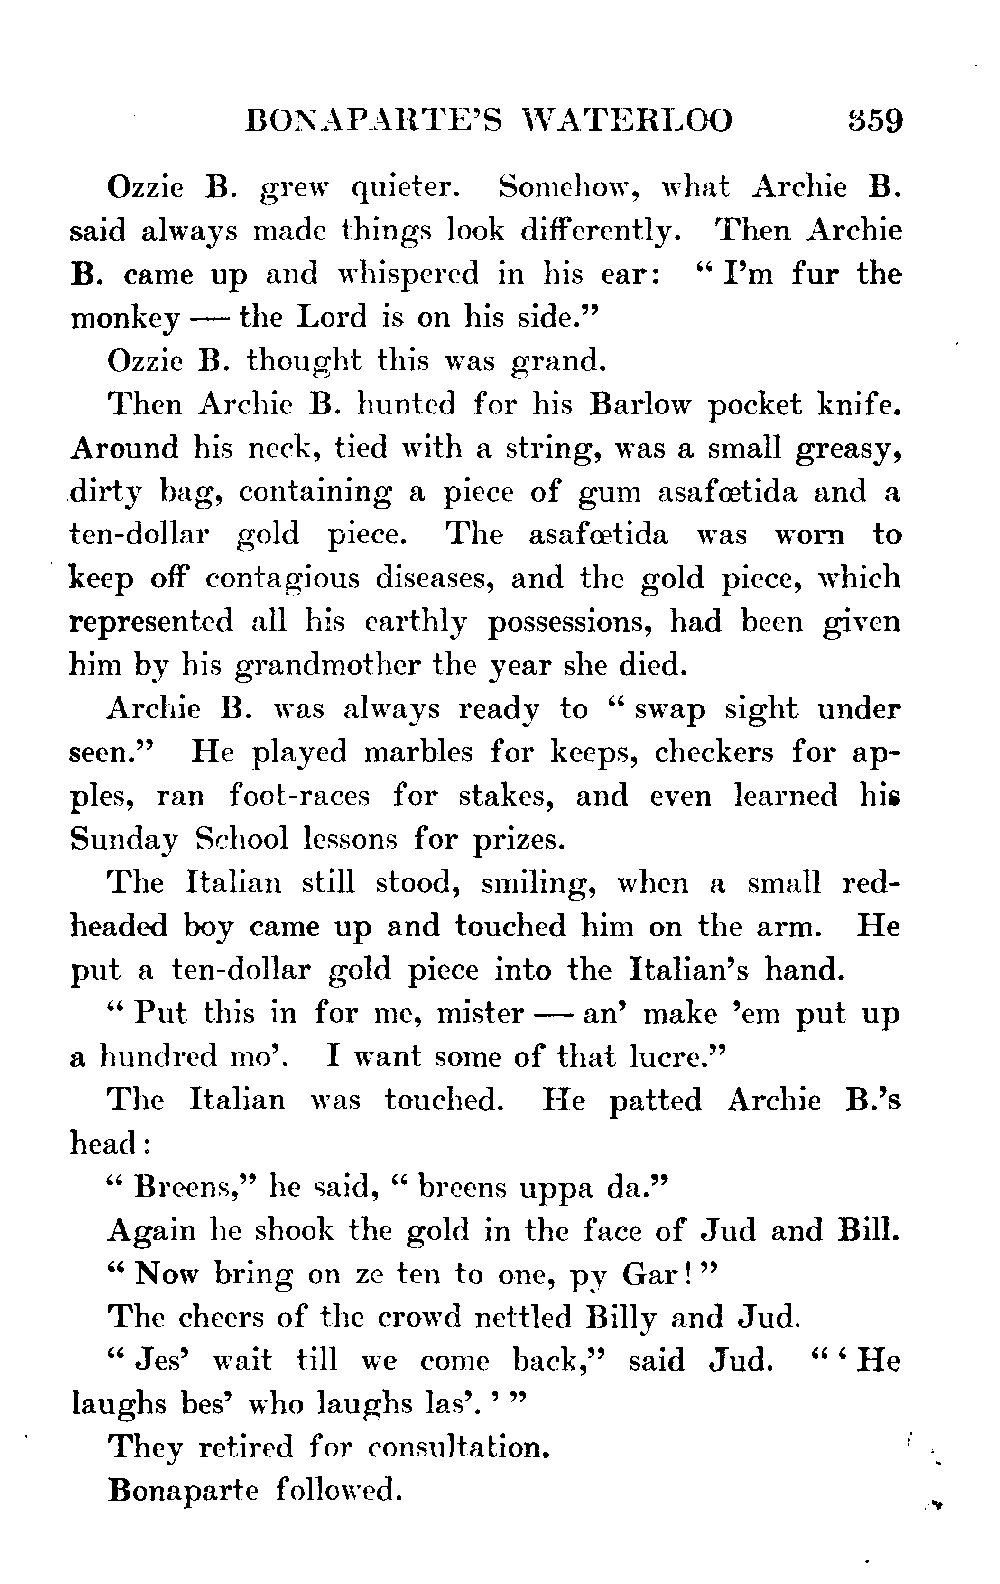 BONAPARTE'S WATERLOO 359
Ozzie B. grew quieter. Somehow, what Archie B.
said always made things look differently. Then Archie
B. came up and whispered in his ear: “ I'm fur the
monkey — the Lord is on his side.”
Ozzie B. thought this was grand.
Then Archie B. hunted for his Barlow pocket knife.
Around his neck, tied with a string, was a small greasy,
dirty bag, containing a piece of gum asafœtida and a
ten-dollar gold piece. The asafœtida was worn to
keep off contagious diseases, and the gold piece, which
represented all his earthly possessions, had been given
him by his grandmother the year she died.
Archie B. was always ready to “ swap sight under
seen.” He played marbles for keeps, checkers for ap-
ples, ran foot-races for stakes, and even learned his
Sunday School lessons for prizes.
The Italian still stood, smiling, when a small red-
headed boy came up and touched him on the arm. He
put a ten-dollar gold piece into the Italian's hand.
“ Put this in for me, mister — an' make 'em put up
a hundred mo'. I want some of that lucre.”
The Italian was touched. He patted Archie B.'s
head :
“ Breens,” he said, “ breens uppa da.”
Again he shook the gold in the face of Jud and Bill.
“ Now bring on ze ten to one, py Gar! ”
The cheers of the crowd nettled Billy and Jud.
“ Jes' wait till we come back,” said Jud. “ ‘ He
laughs bes' who laughs las'. ’ ”
They retired for consultation.
Bonaparte followed.